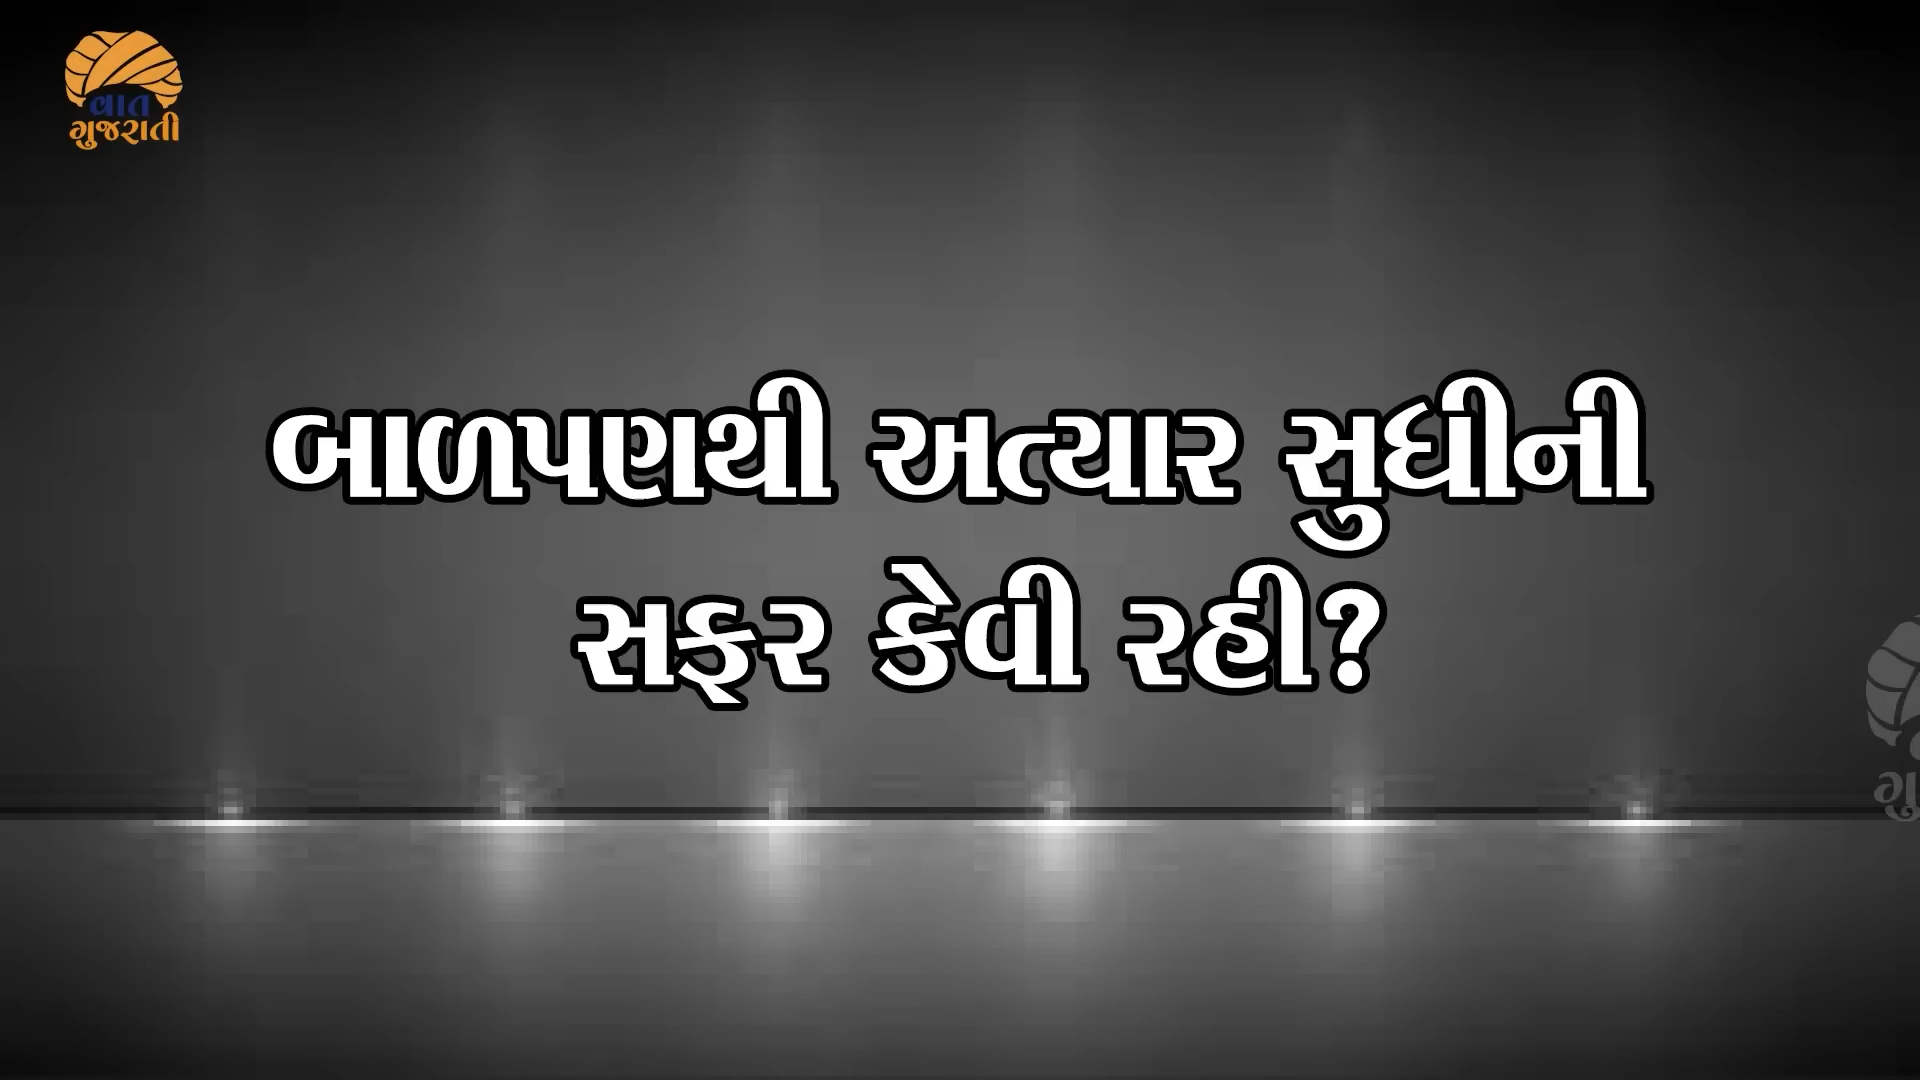 વાત
ગુજરાતી
બાળપણથી અત્યાર સુધીની
સફર કેવી રહી?
ગુ